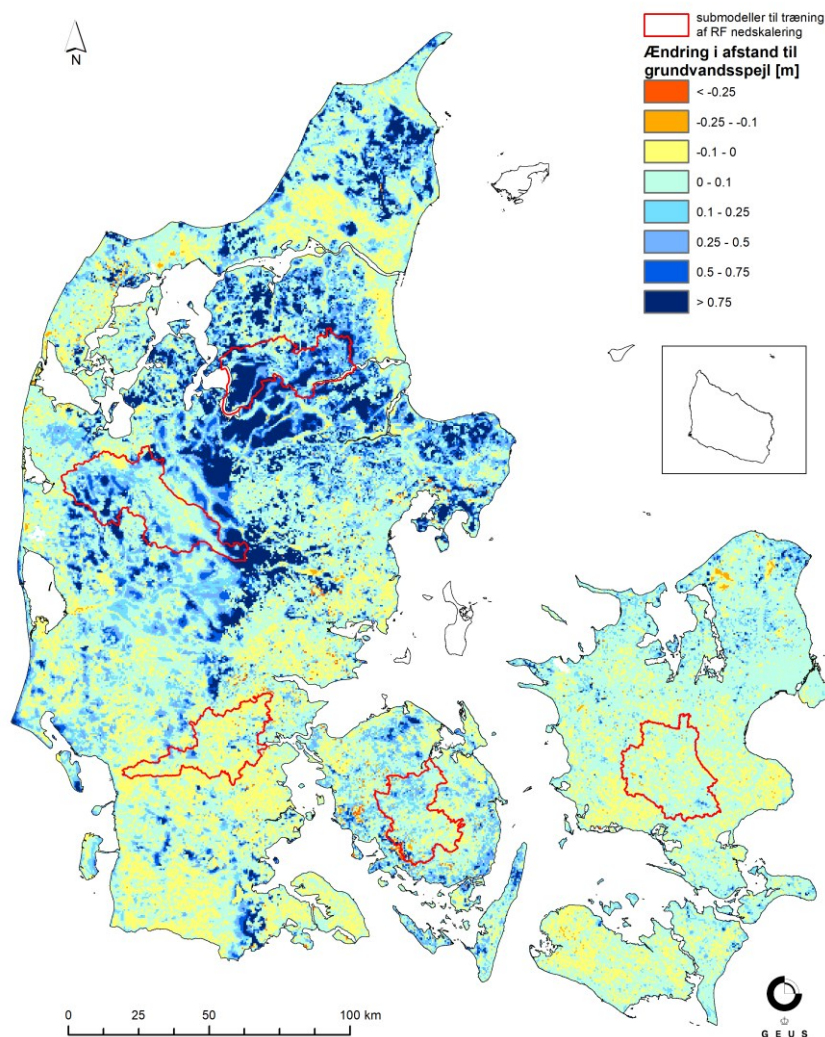 submodeller til træning
af RF nedskalering
Ændring i afstand til
grundvandsspejl [m]
< -0.25
-0.25 - -0.1
-0.1 - 0
0 - 0.1
0.1 - 0.25
0.25 - 0.5
0.5 - 0.75
> 0.75
N
0 50 100 km
G E U S